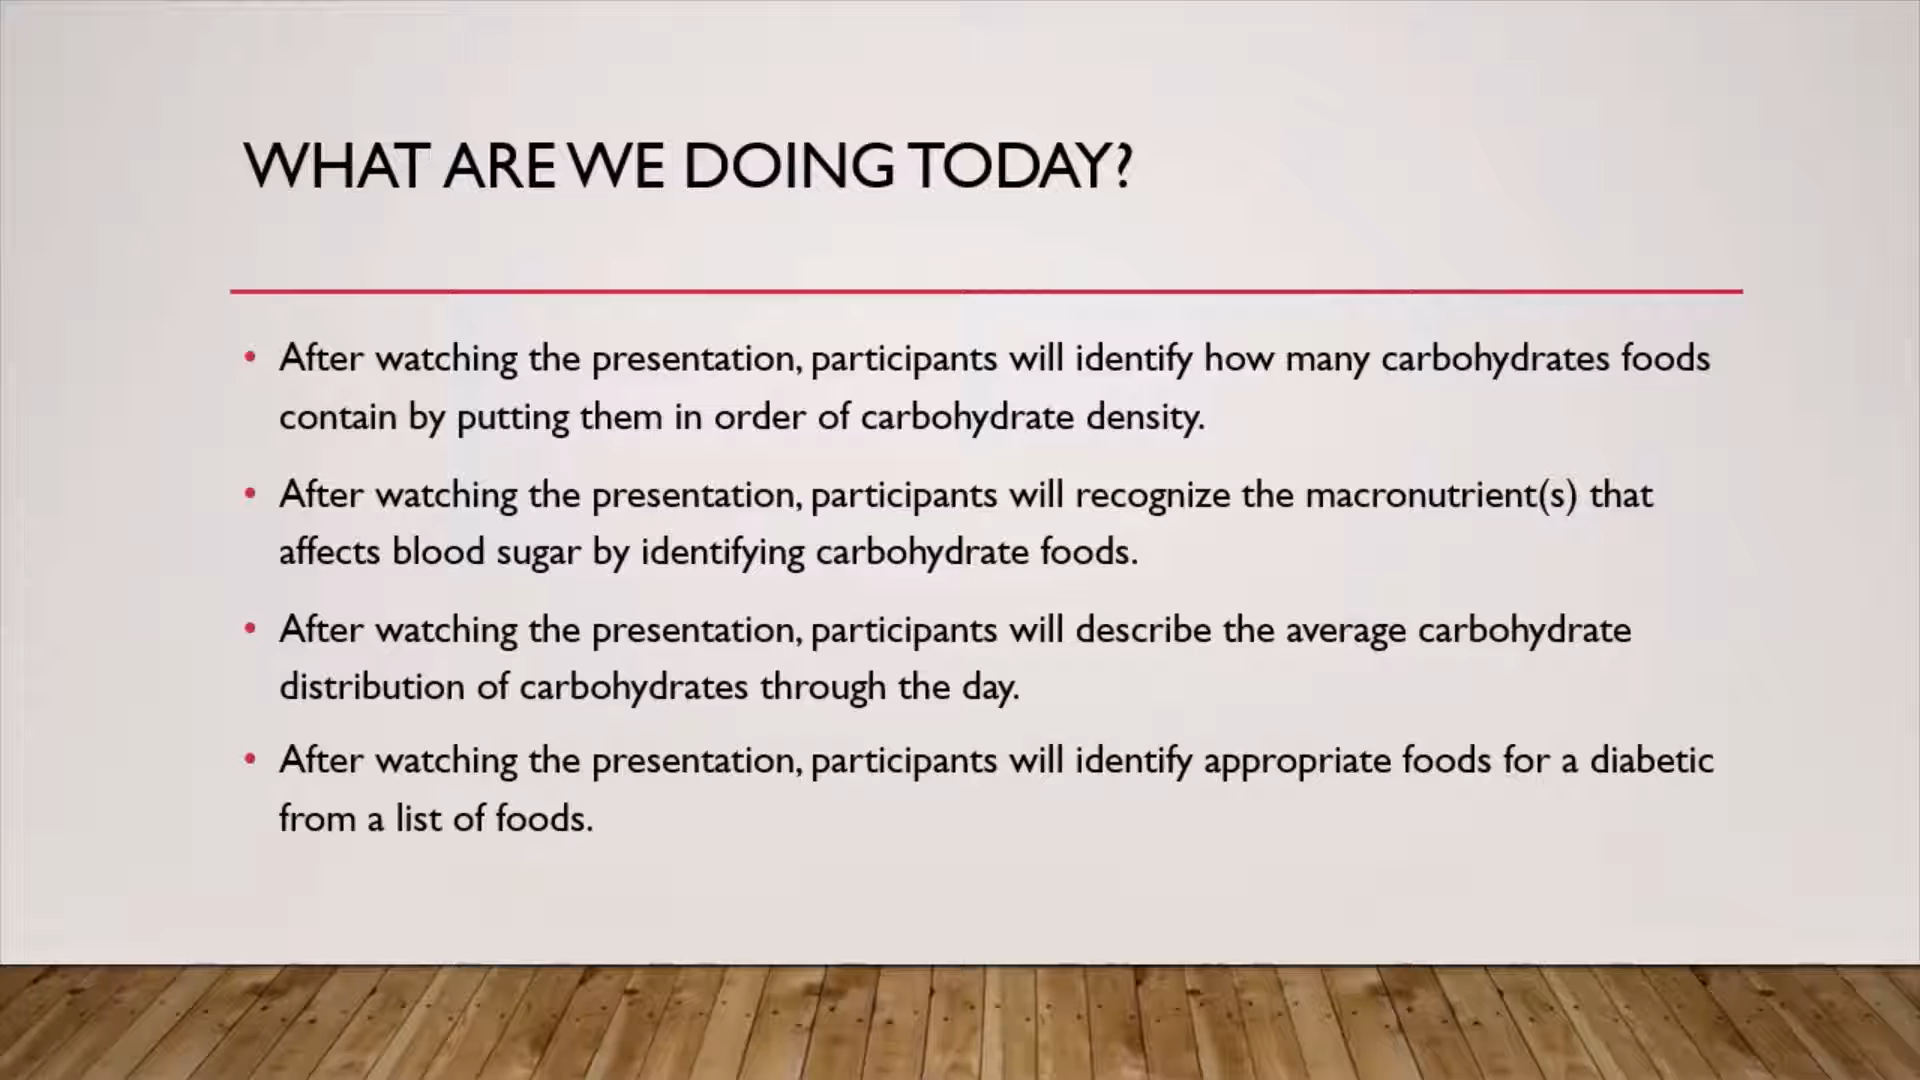 WHAT ARE WE DOING TODAY?
• After watching the presentation, participants will identify how many carbohydrates foods
contain by putting them in order of carbohydrate density.
• After watching the presentation, participants will recognize the macronutrient(s) that
affects blood sugar by identifying carbohydrate foods.
• After watching the presentation, participants will describe the average carbohydrate
distribution of carbohydrates through the day.
• After watching the presentation, participants will identify appropriate foods for a diabetic
from a list of foods.